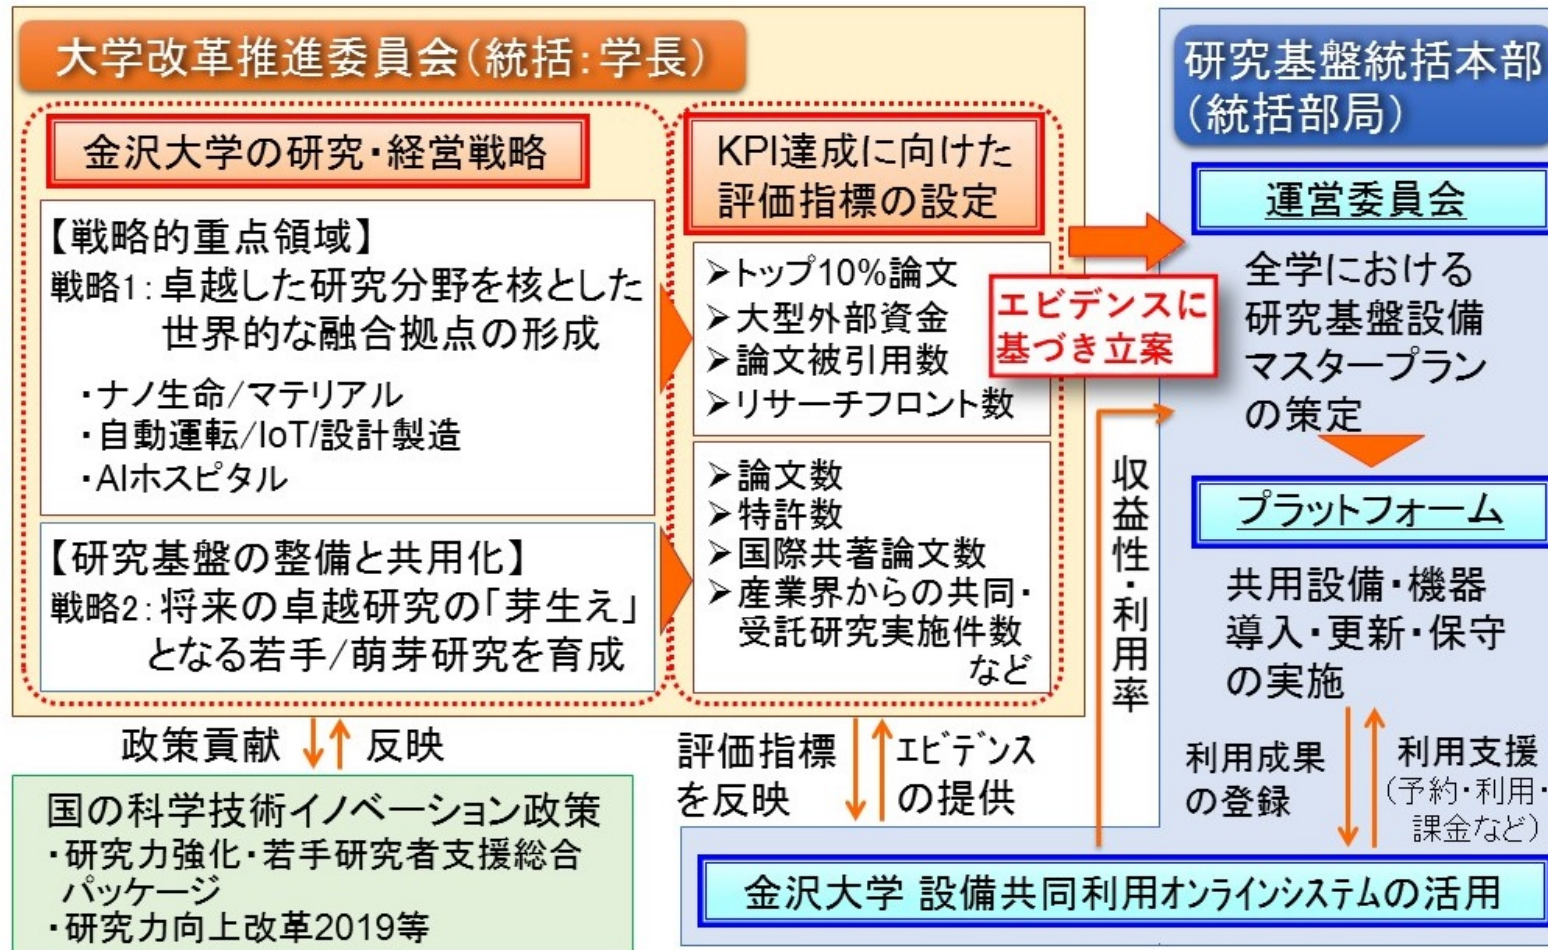 大学改革推進委員会(統括:学長)
金沢大学の研究・経営戦略
【戦略的重点領域】
戦略1:卓越した研究分野を核とした
世界的な融合拠点の形成
・ナノ生命/マテリアル
・自動運転/IoT/設計製造
・AIホスピタル
【研究基盤の整備と共用化】
戦略2:将来の卓越研究の「芽生え」
となる若手/萌芽研究を育成
KPI達成に向けた
評価指標の設定
➢トップ10%論文
➢大型外部資金
➢論文被引用数
➢リサーチフロント数
➢論文数
➢特許数
➢国際共著論文数
➢産業界からの共同・
受託研究実施件数
など
エビデンスに
基づき立案
研究基盤統括本部
(統括部局)
運営委員会
全学における
研究基盤設備
マスタープラン
の策定
プラットフォーム
共用設備・機器
導入・更新・保守
の実施
収益性・利用率
政策貢献
反映
評価指標
を反映
エビデンス
の提供
利用成果
の登録
利用支援
(予約・利用・
課金など)
国の科学技術イノベーション政策
・研究力強化・若手研究者支援総合
パッケージ
・研究力向上改革2019等
金沢大学 設備共同利用オンラインシステムの活用